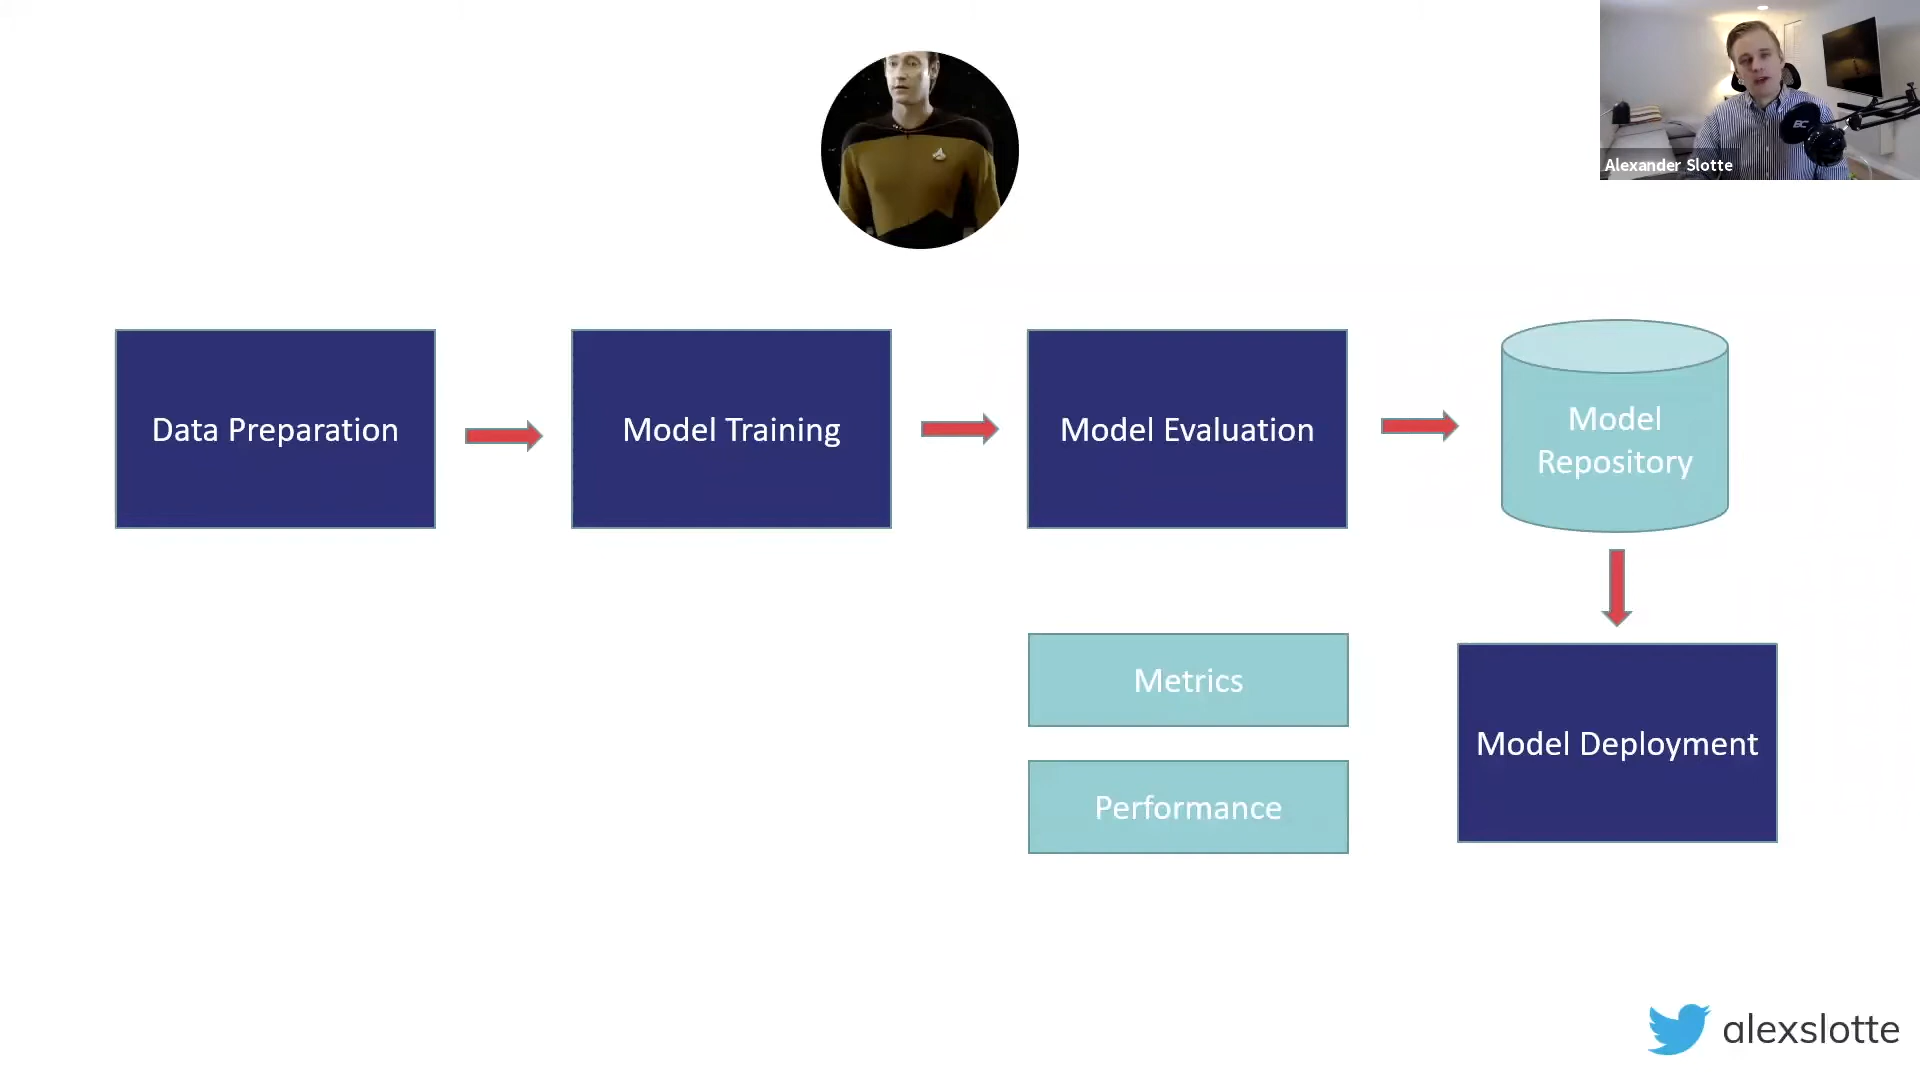 Alexander Slotte
Data Preparation
Model Training
Model Evaluation
Model
Repository
Metrics
Performance
Model Deployment
alexslotte